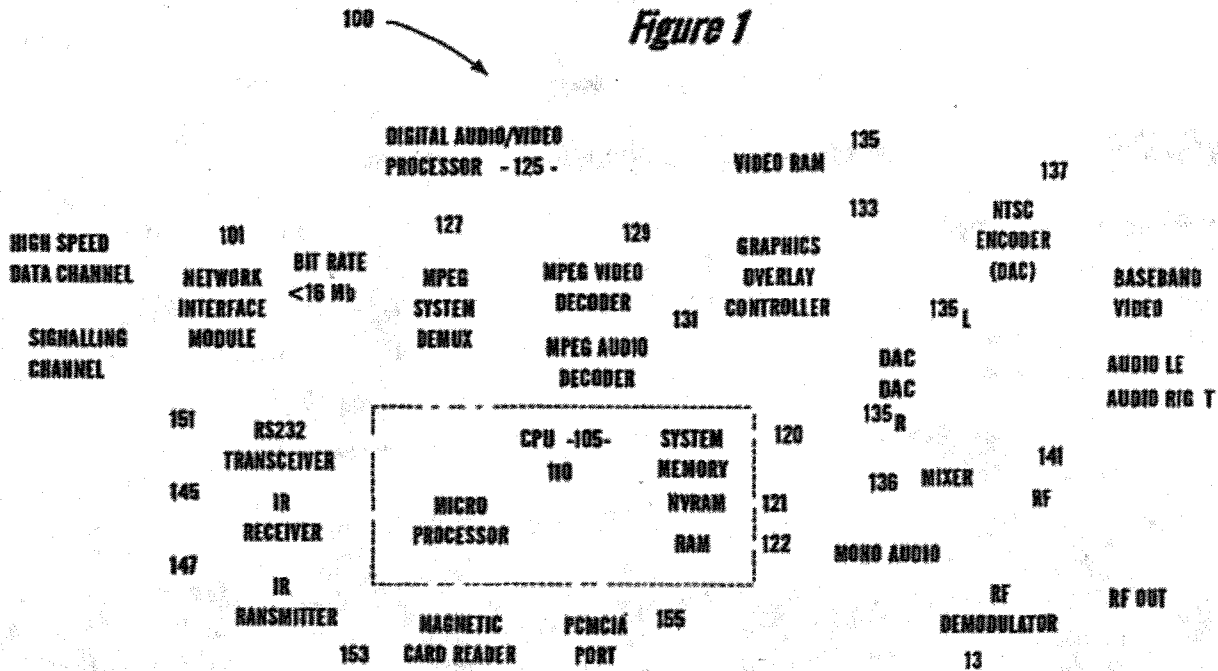 100
Figure 1
DIGITAL AUDIO/VIDEO
PROCESSOR - 125 -
VIDEO RAM
135
137
HIGH SPEED
DATA CHANNEL
101
NETWORK
INTERFACE
MODULE
BIT RATE
<16 Mb
127
MPEG
SYSTEM
DEMUX
129
MPEG VIDEO
DECODER
131
MPEG AUDIO
DECODER
133
GRAPHICS
OVERLAY
CONTROLLER
NTSC
ENCODER
(DAC)
BASEBAND
VIDEO
SIGNALLING
CHANNEL
135L
DAC
DAC
135R
AUDIO LE
AUDIO RIG T
151
RS232
TRANSCEIVER
145
IR
RECEIVER
147
IR
RANSMITTER
CPU -105-
110
MICRO
PROCESSOR
SYSTEM
MEMORY
120
NVRAM
121
RAM
122
136
MIXER
141
RF
MONO AUDIO
RF
DEMODULATOR
13
RF OUT
153
MAGNETIC
CARD READER
PCMCIA
PORT
155